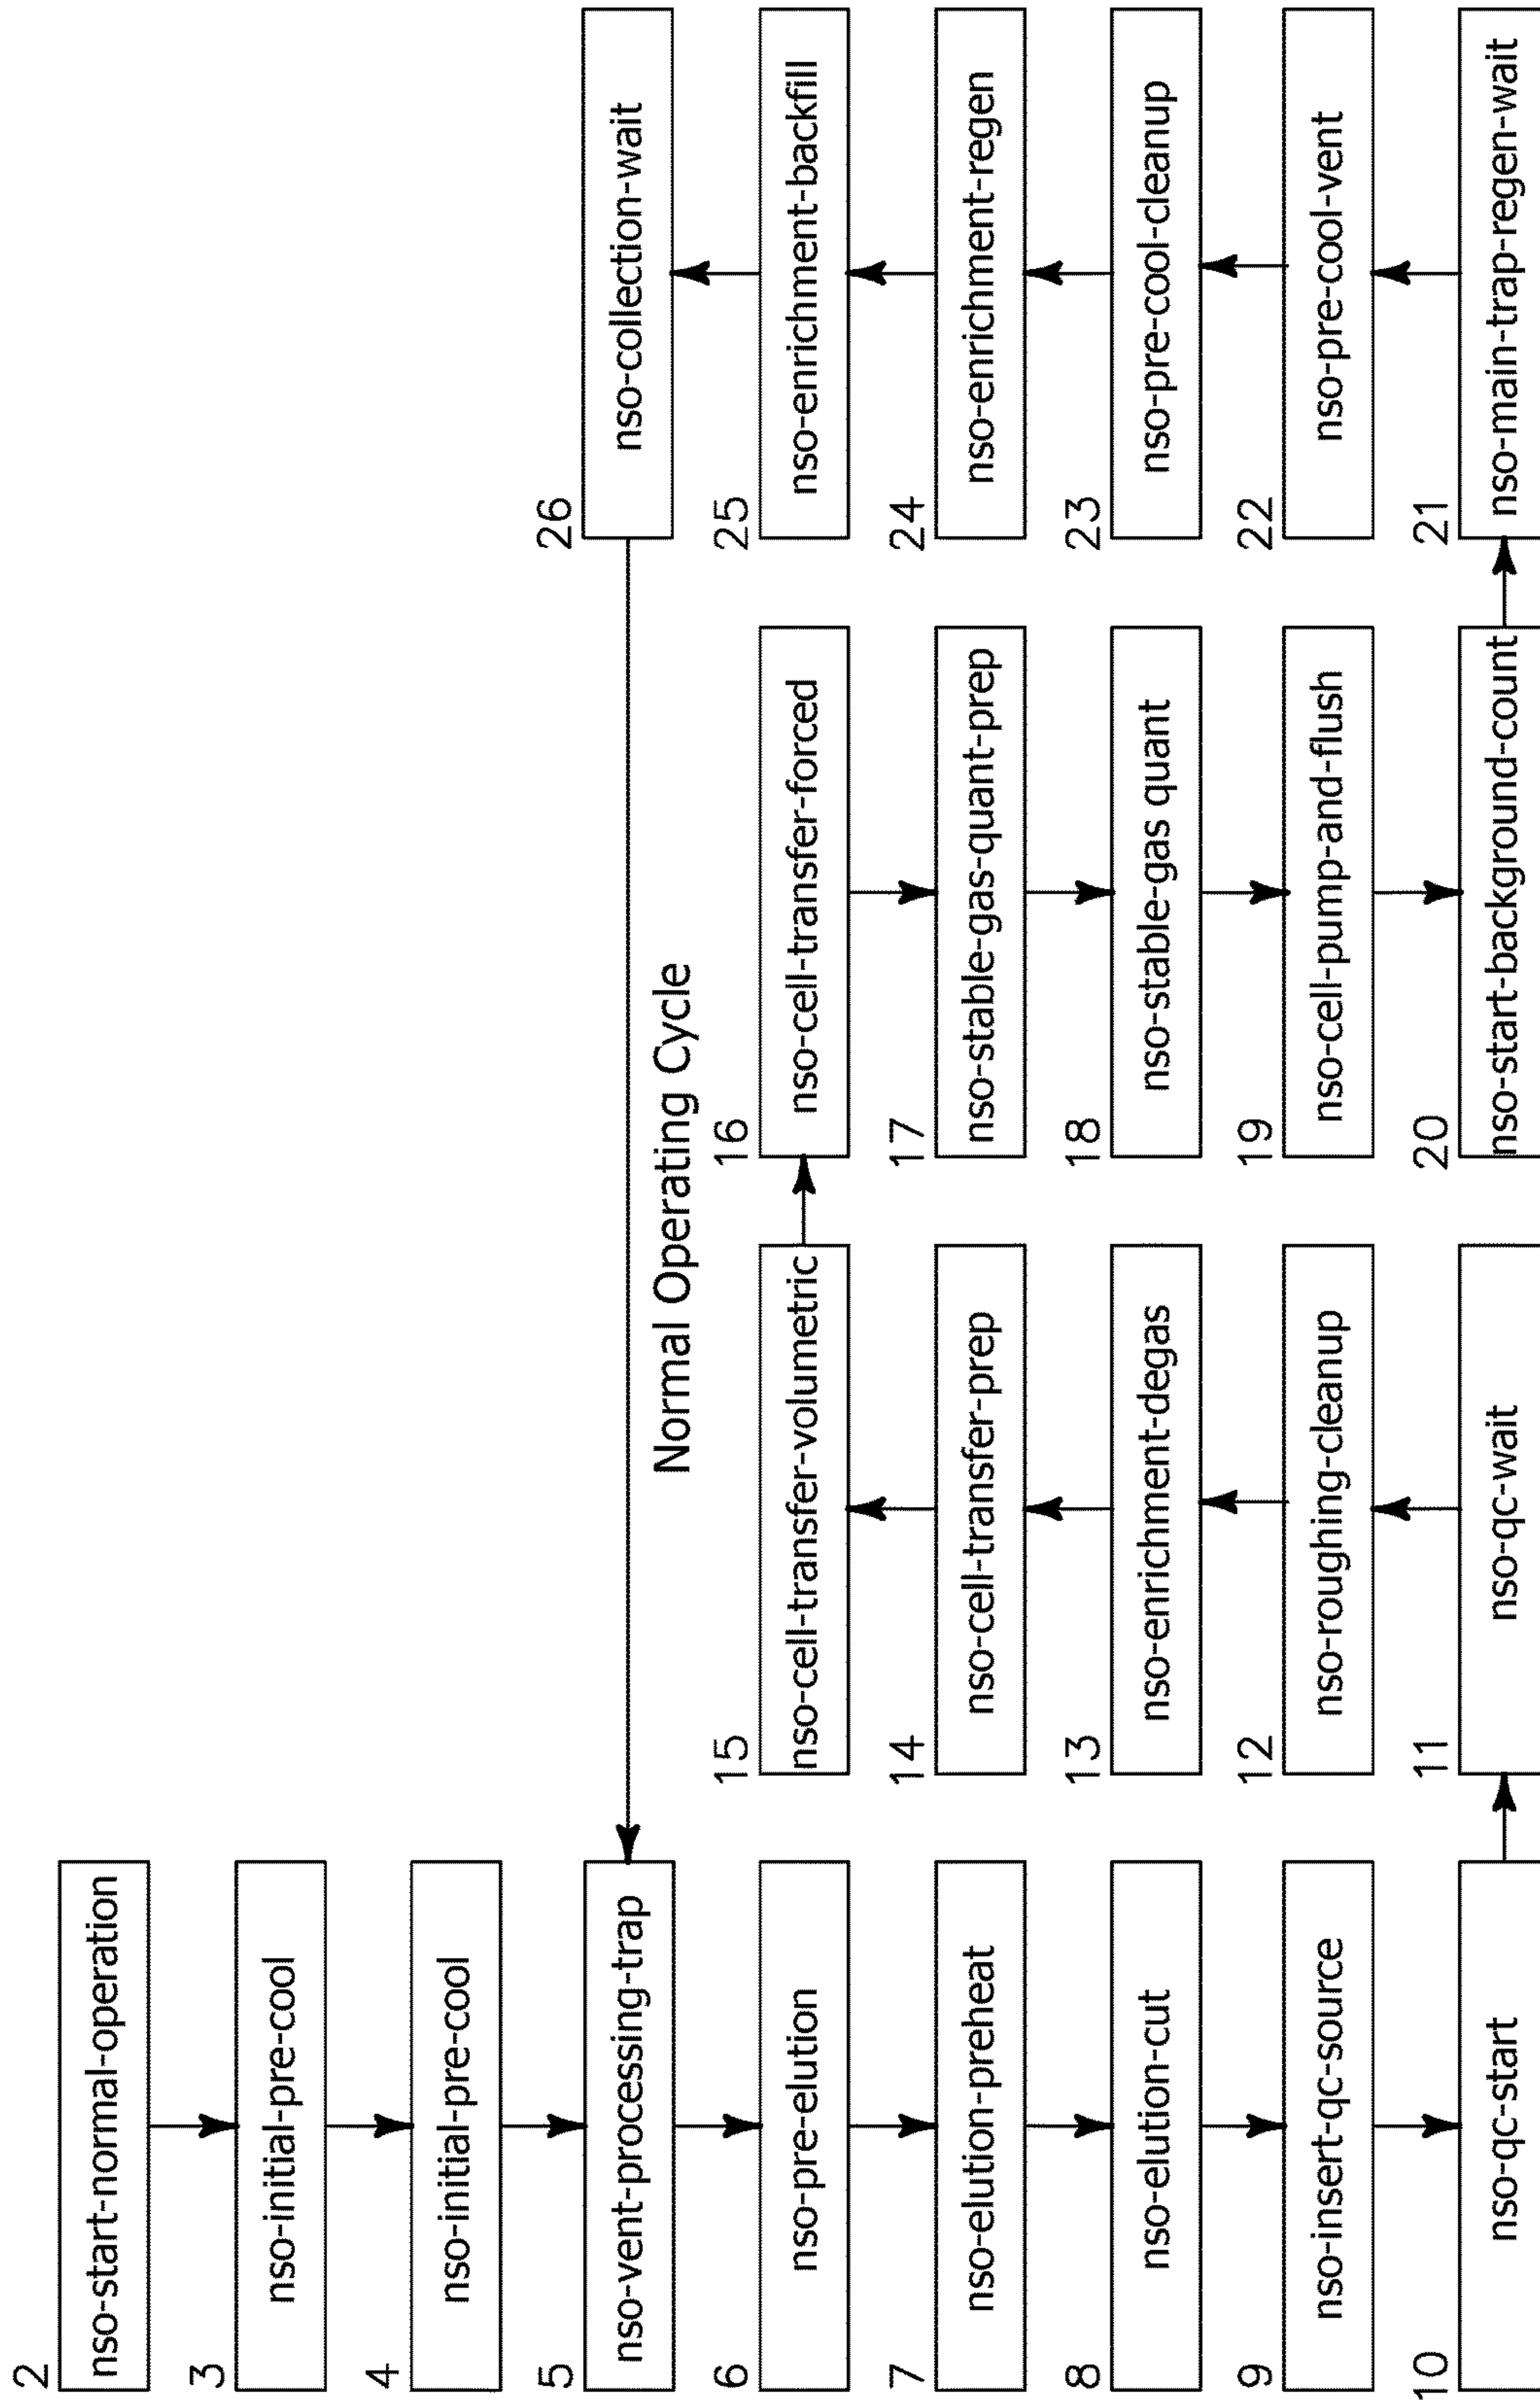 2
nso-start-normal-operation
3
nso-initial-pre-cool
4
nso-initial-pre-cool
5
nso-vent-processing-trap
6
nso-pre-elution
7
nso-elution-preheat
8
nso-elution-cut
9
nso-insert-qc-source
10
nso-qc-start
11
nso-qc-wait
12
nso-roughing-cleanup
13
nso-enrichment-degas
14
nso-cell-transfer-prep
15
nso-cell-transfer-volumetric
16
nso-cell-transfer-forced
17
nso-stable-gas-quant-prep
18
nso-stable-gas quant
19
nso-cell-pump-and-flush
20
nso-start-background-count
21
nso-main-trap-regen-wait
22
nso-pre-cool-vent
23
nso-pre-cool-cleanup
24
nso-enrichment-regen
25
nso-enrichment-backfill
26
nso-collection-wait
Normal Operating Cycle